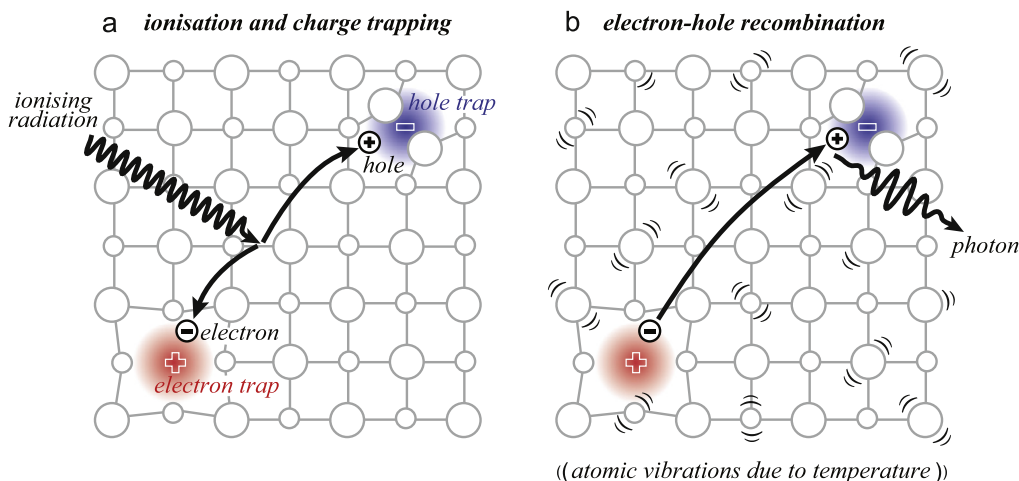 a ionisation and charge trapping
ionising
radiation
hole trap
hole
electron
electron trap
b electron-hole recombination
photon
((atomic vibrations due to temperature))